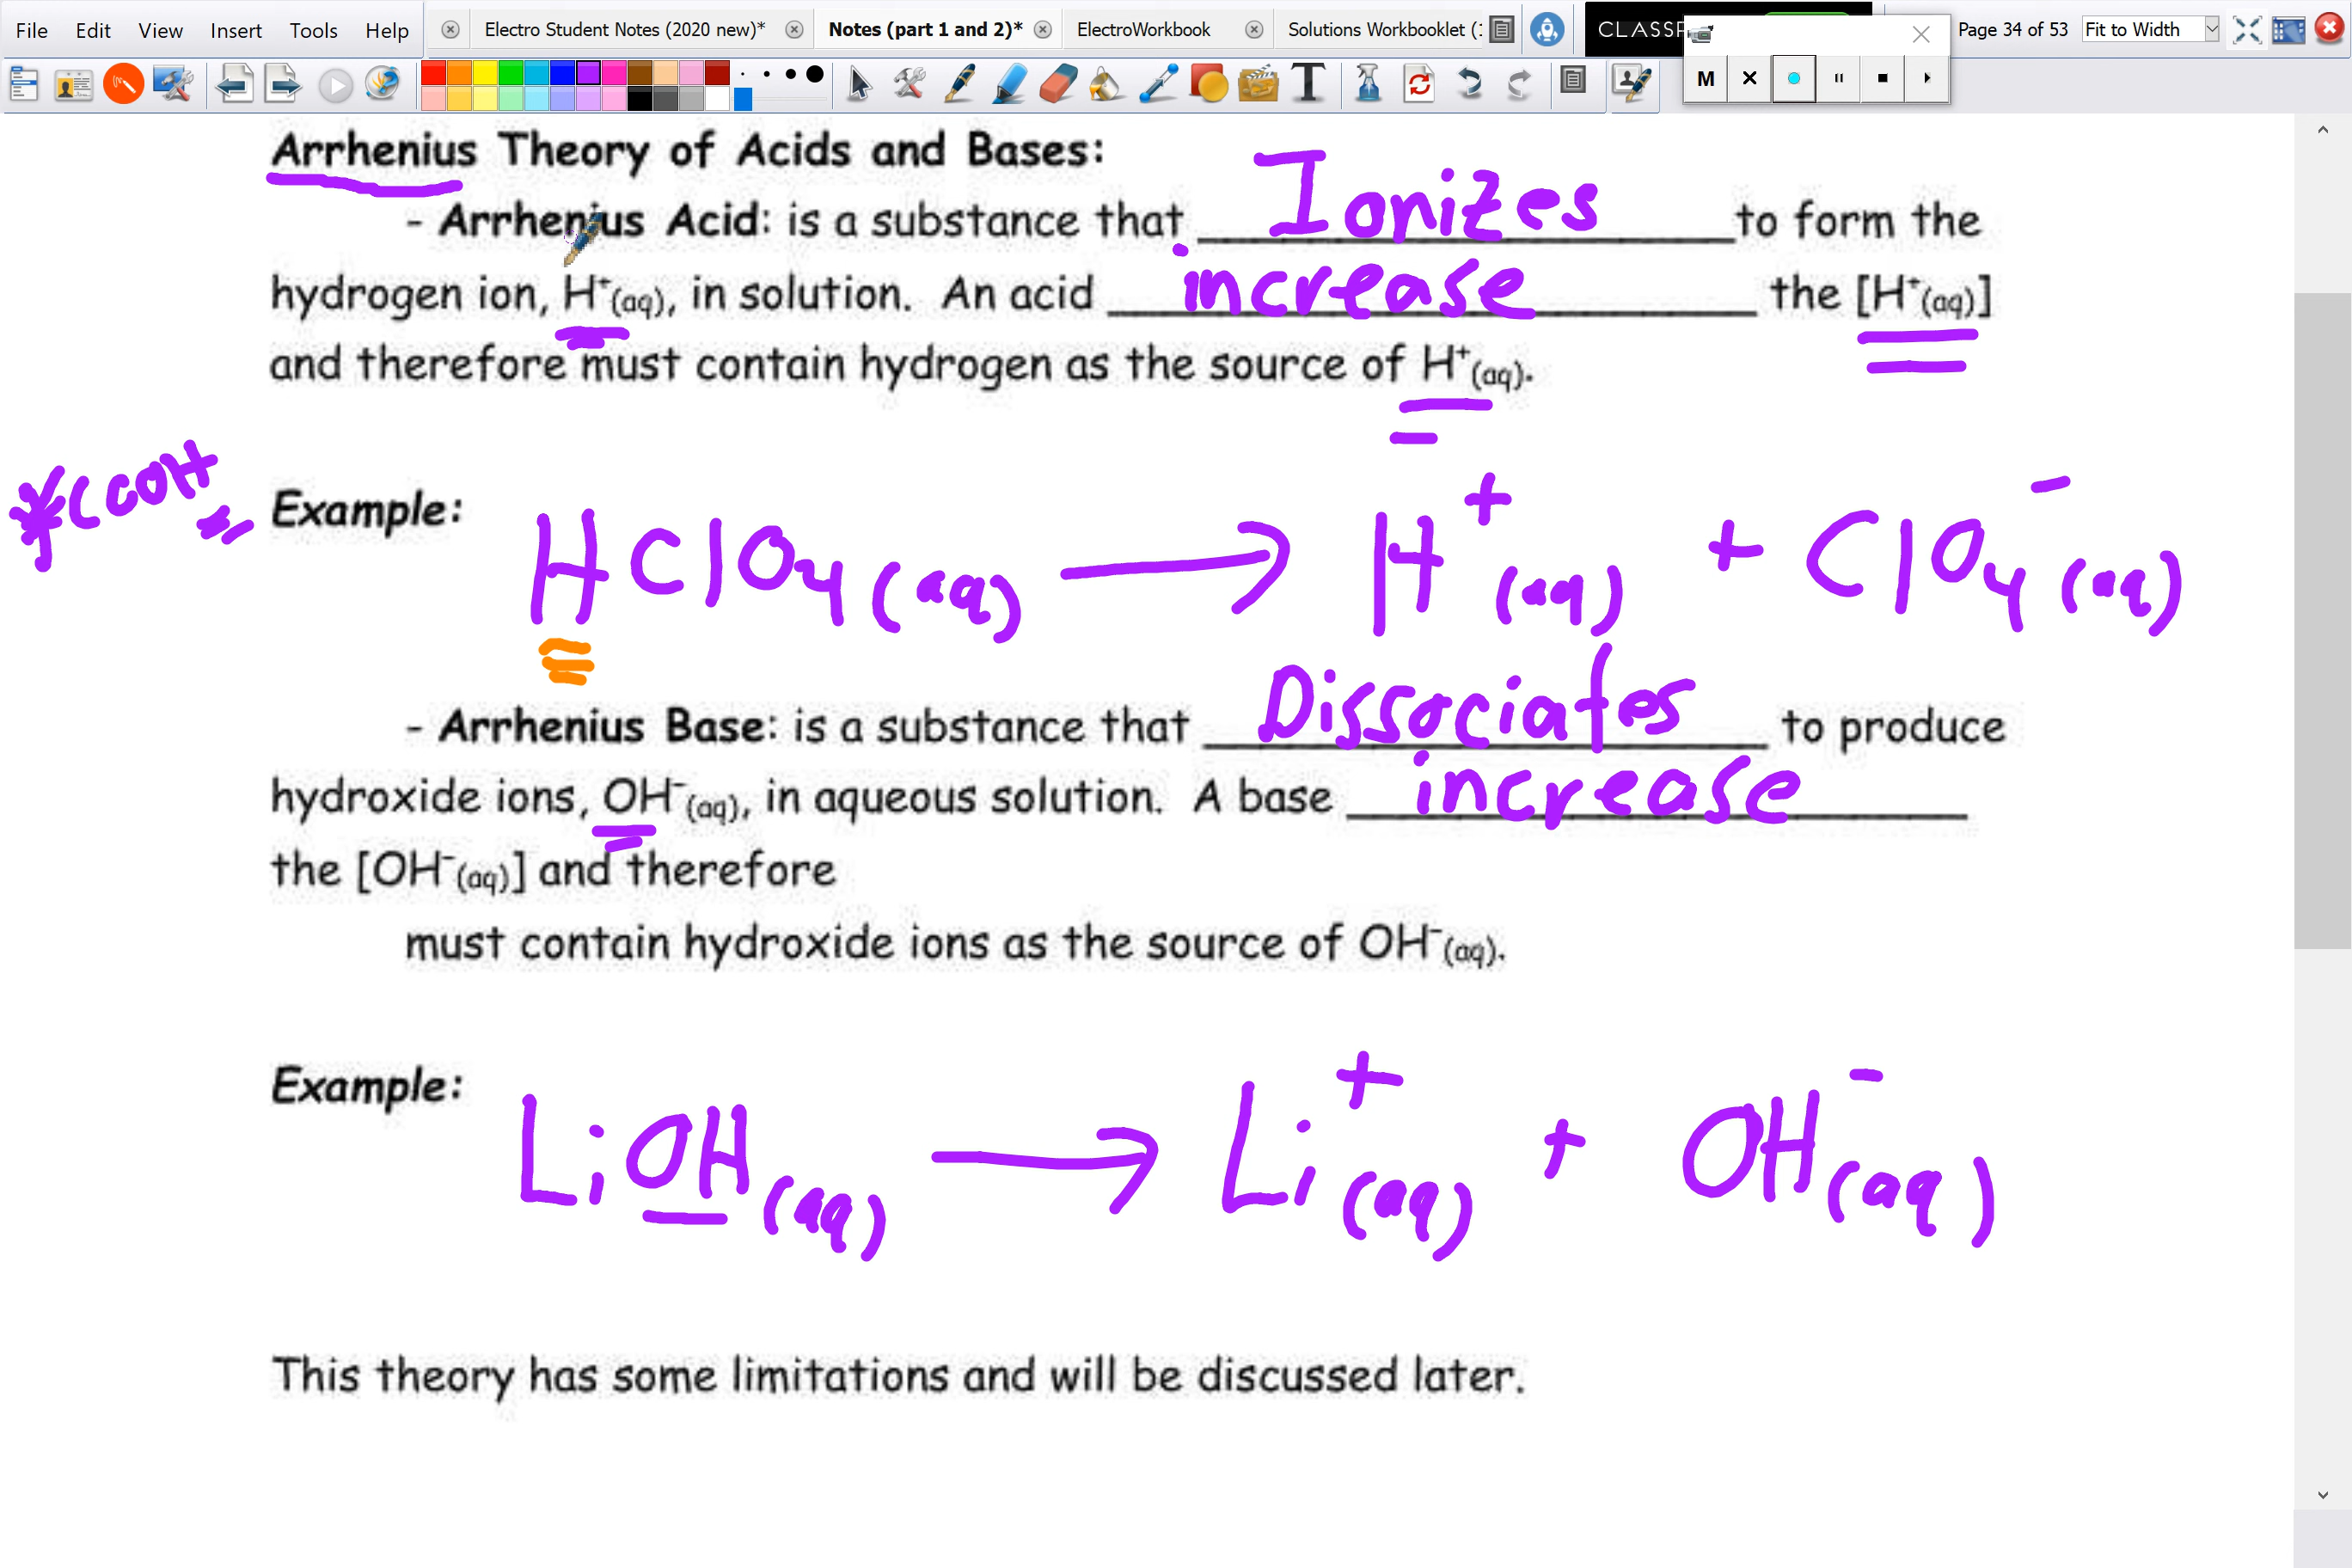 File Edit View Insert Tools Help
Electro Student Notes (2020 new)* Notes (part 1 and 2)* ElectroWorkbook Solutions Workbooklet (
CLASSF
Page 34 of 53 Fit to Width
M
T
Arrhenius Theory of Acids and Bases:
- Arrhenius Acid: is a substance that Ionizes to form the
hydrogen ion, H⁺(aq), in solution. An acid increase the [H⁺(aq)]
and therefore must contain hydrogen as the source of H⁺(aq).
*COOH
Example: HClO₄(aq) → H⁺(aq) + ClO₄⁻(aq)
- Arrhenius Base: is a substance that Dissociates to produce
hydroxide ions, OH⁻(aq), in aqueous solution. A base increase
the [OH⁻(aq)] and therefore
must contain hydroxide ions as the source of OH⁻(aq).
Example: LiOH(aq) → Li⁺(aq) + OH⁻(aq)
This theory has some limitations and will be discussed later.